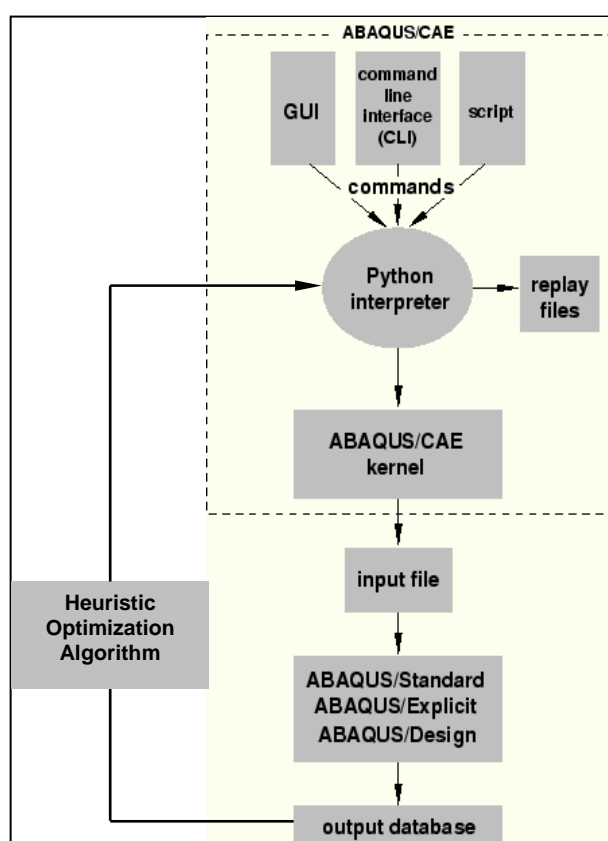 ABAQUS/CAE
GUI
command
line
interface
(CLI)
script
commands
Python
interpreter
replay
files
ABAQUS/CAE
kernel
input file
Heuristic
Optimization
Algorithm
ABAQUS/Standard
ABAQUS/Explicit
ABAQUS/Design
output database